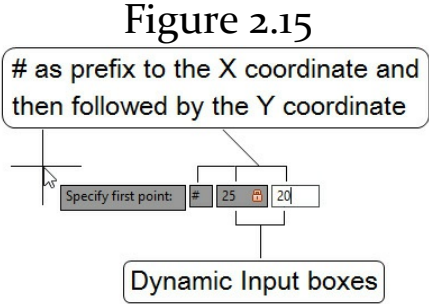 Figure 2.15
# as prefix to the X coordinate and
then followed by the Y coordinate
Specify first point: # 25 20
Dynamic Input boxes